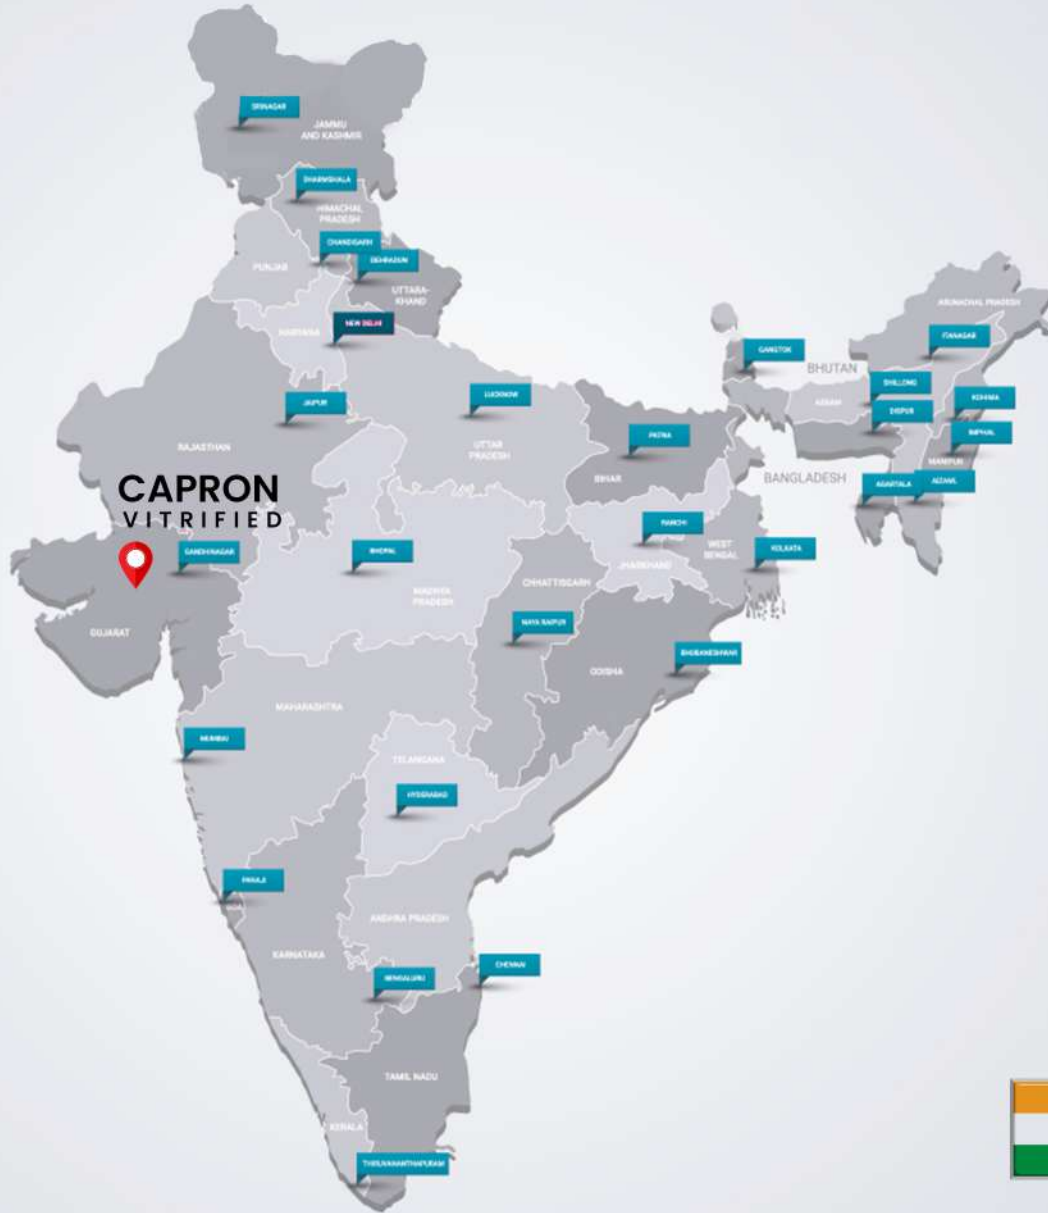 SRINAGAR
JAMMU
AND KASHMIR
DHARMSHALA
HIMACHAL
PRADESH
CHANDIGARH
DEHRADUN
PUNJAB
UTTARA-
KHAND
ARUNACHAL PRADESH
NEW DELHI
HARYANA
ITANAGAR
GANGTOK
BHUTAN
SHILLONG
ASSAM
KOHIMA
JAIPUR
LUCKNOW
DISPUR
RAJASTHAN
UTTAR
PRADESH
PATNA
IMPHAL
MANIPUR
BIHAR
BANGLADESH
AGARTALA
AIZAWL
CAPRON
VITRIFIED
GANDHINAGAR
BHOPAL
RANCHI
WEST
BENGAL
KOLKATA
JHARKHAND
CHHATTISGARH
MADHYA
PRADESH
GUJARAT
NAYA RAIPUR
BHUBANESHWAR
ODISHA
MAHARASHTRA
MUMBAI
TELANGANA
HYDERABAD
PANAJI
ANDHRA PRADESH
KARNATAKA
BENGALURU
CHENNAI
TAMIL NADU
KERALA
THIRUVANANTHAPURAM